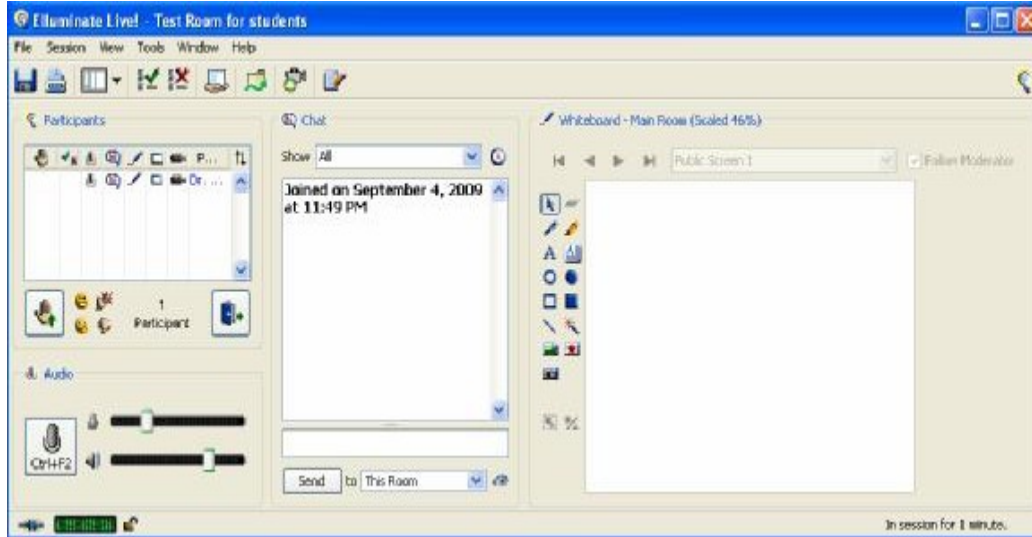 Elluminate Live! - Test Room for students
File Session View Tools Window Help
Participants
P...
Dr. ...
1
Participant
Audio
Ctrl+F2
Chat
Show All
Joined on September 4, 2009
at 11:49 PM
Send to This Room
Whiteboard - Main Room (Scaled 46%)
Public Screen 1
Follow Moderator
A
In session for 1 minute.